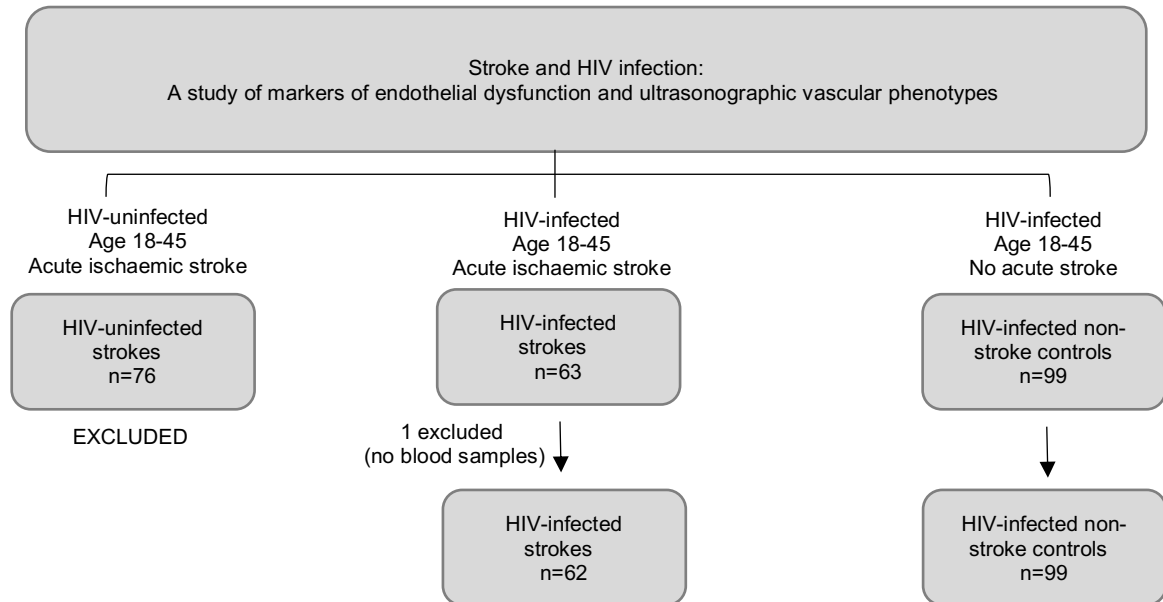 Stroke and HIV infection:
A study of markers of endothelial dysfunction and ultrasonographic vascular phenotypes
HIV-uninfected
Age 18-45
Acute ischaemic stroke
HIV-infected
Age 18-45
Acute ischaemic stroke
HIV-infected
Age 18-45
No acute stroke
HIV-uninfected
strokes
n=76
HIV-infected
strokes
n=63
HIV-infected non-
stroke controls
n=99
EXCLUDED
1 excluded
(no blood samples)
HIV-infected
strokes
n=62
HIV-infected non-
stroke controls
n=99